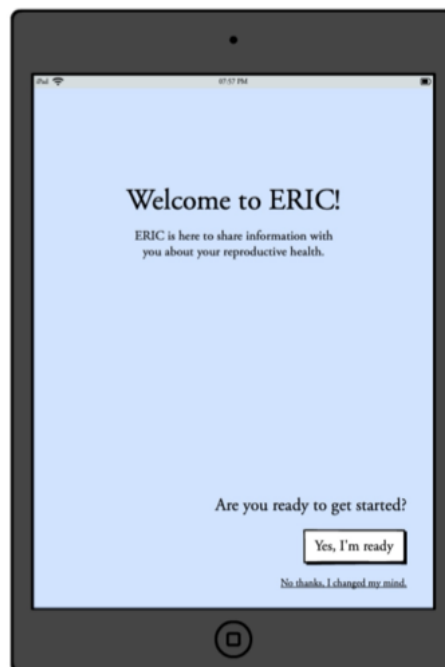 iPad 07:57 PM
Welcome to ERIC!
ERIC is here to share information with
you about your reproductive health.
Are you ready to get started?
Yes, I'm ready
No thanks, I changed my mind.